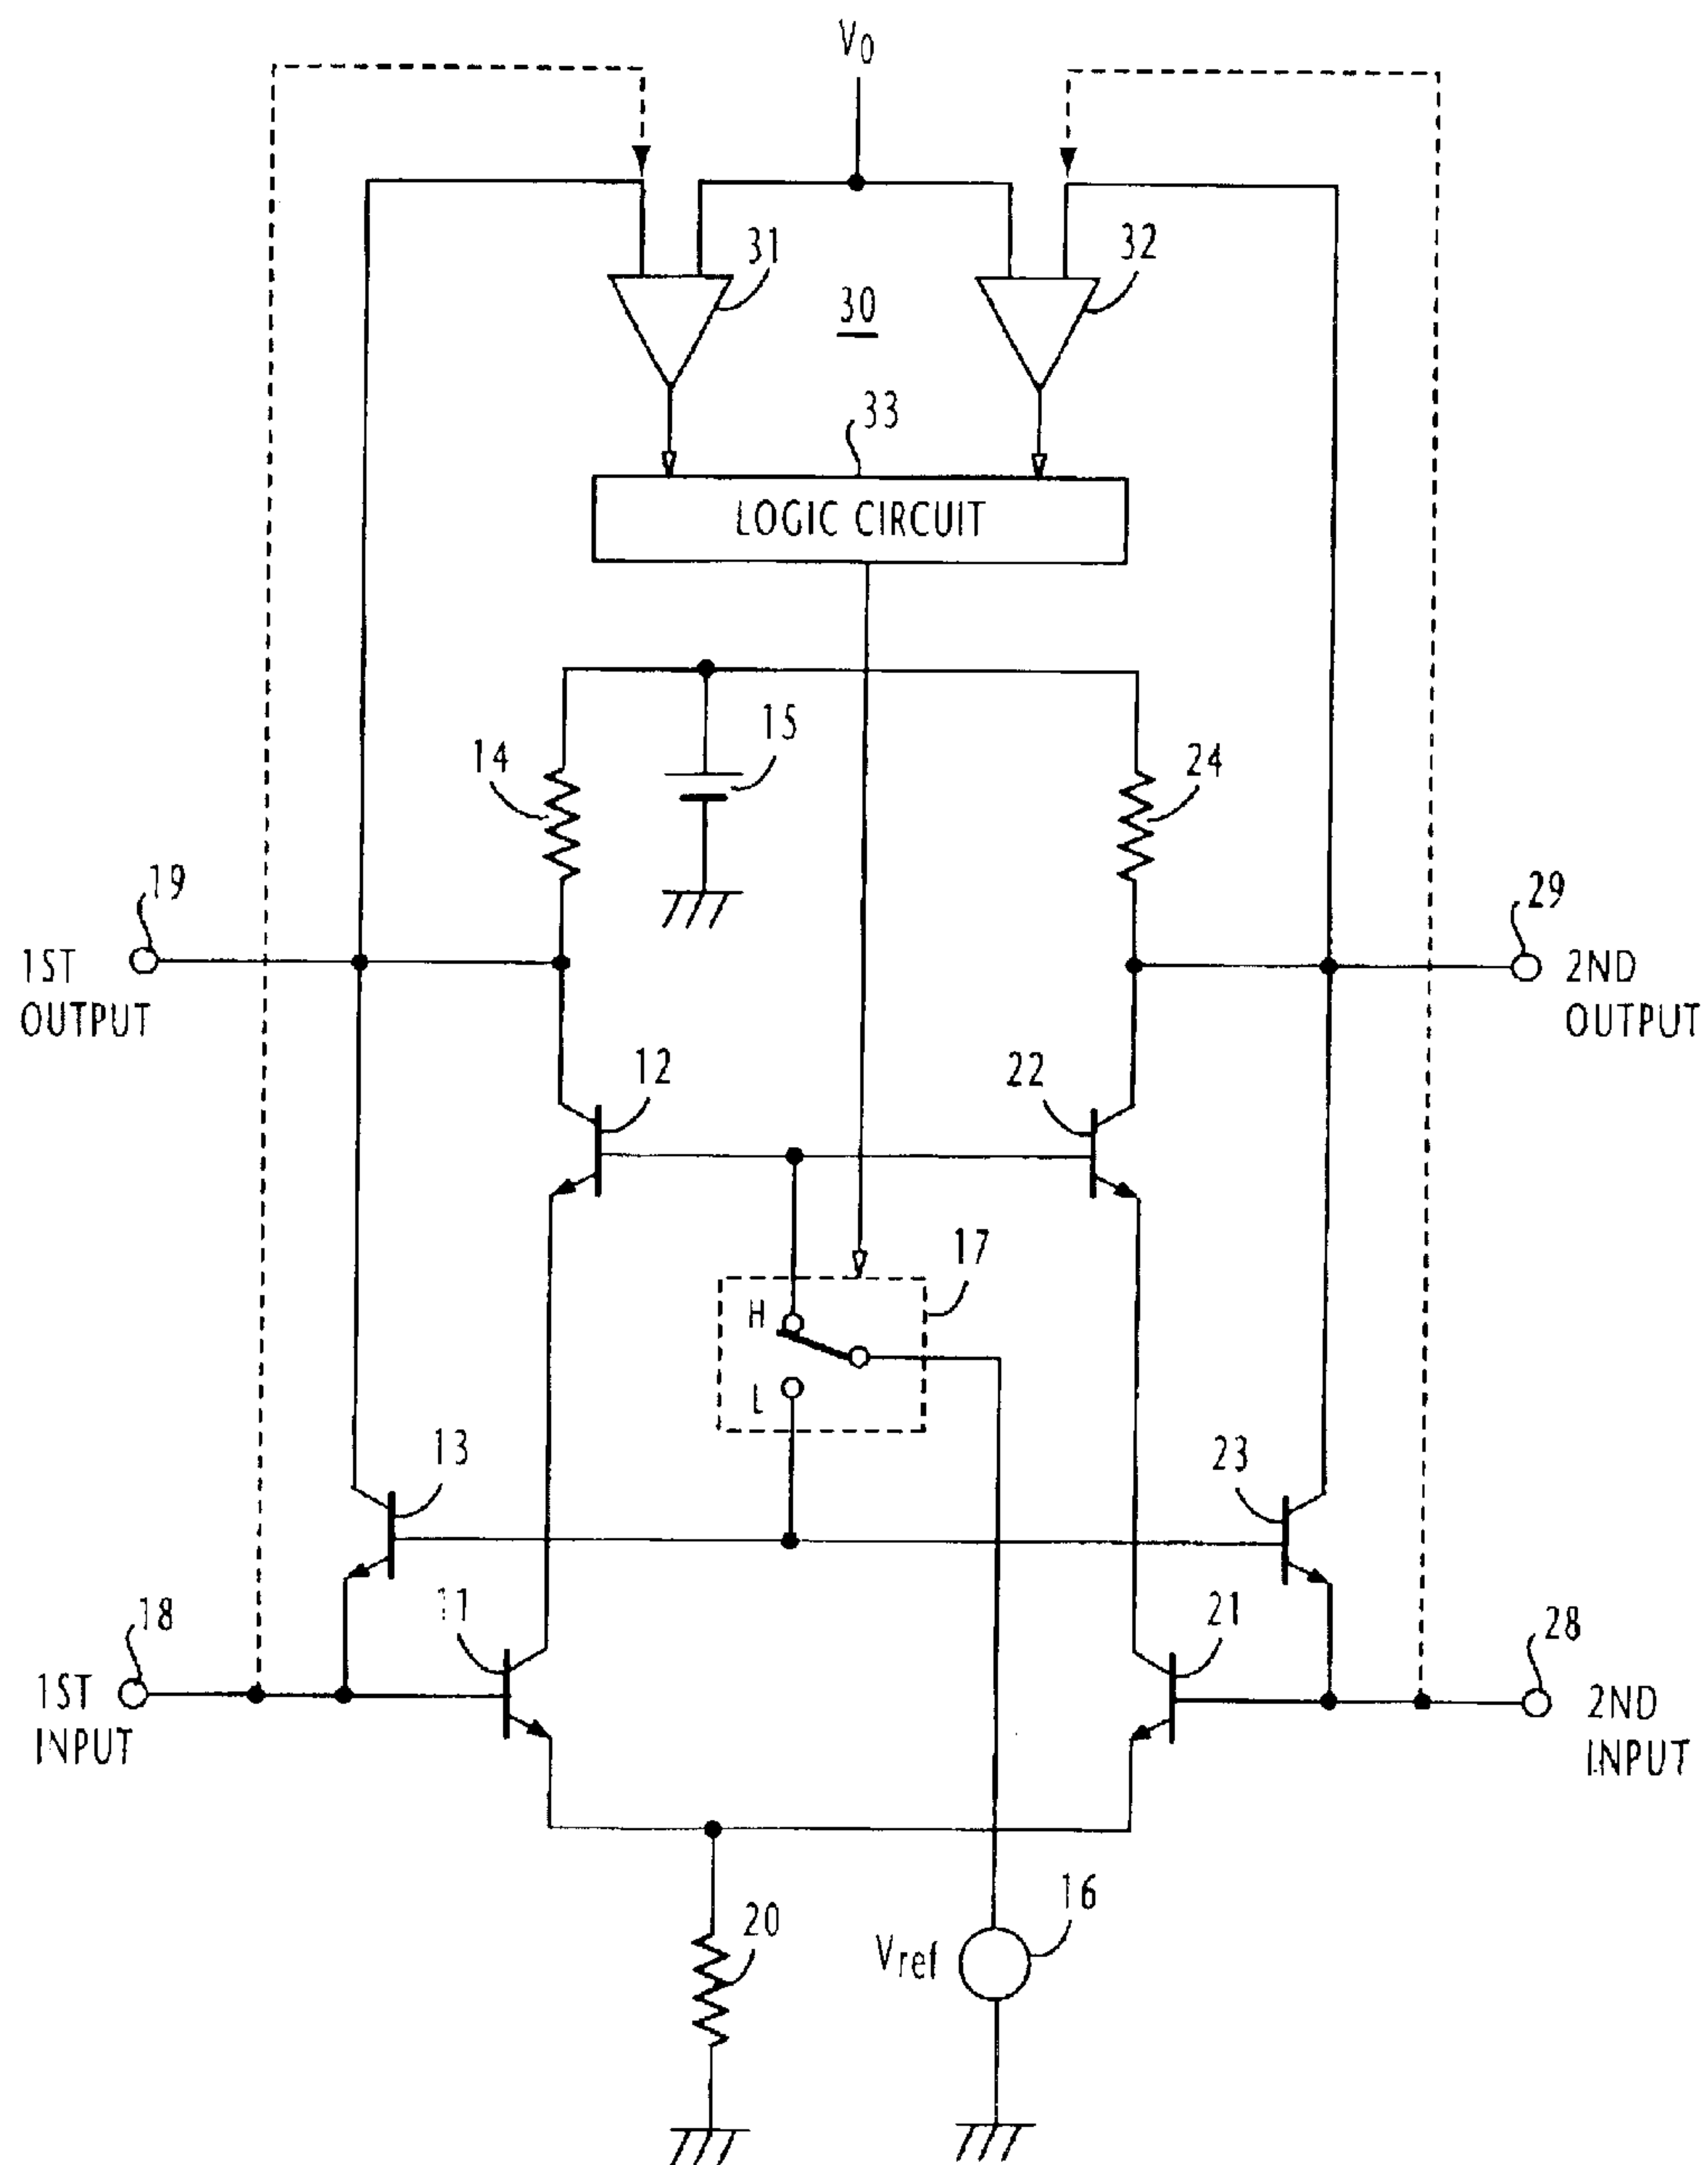 V0
31
32
30
33
LOGIC CIRCUIT
15
14
24
19
29
1ST
OUTPUT
2ND
OUTPUT
12
22
17
H
L
13
23
11
21
18
28
1ST
INPUT
2ND
INPUT
20
16
Vref